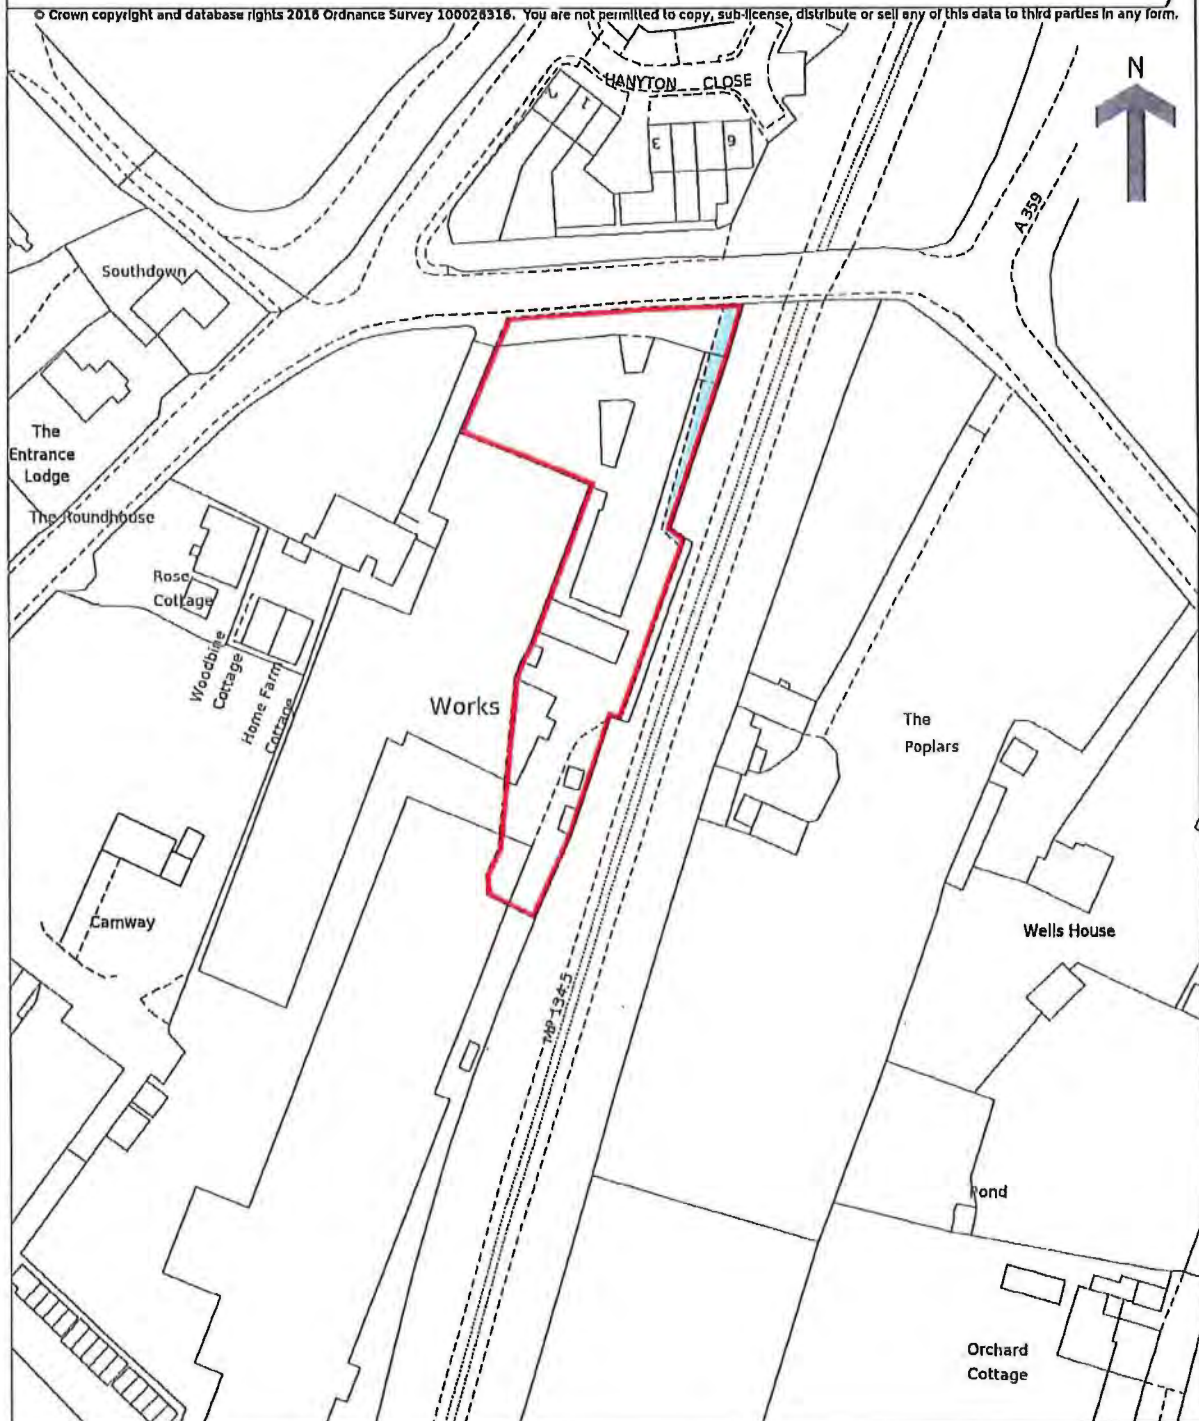 © Crown copyright and database rights 2016 Ordnance Survey 100026316. You are not permitted to copy, sub-license, distribute or sell any of this data to third parties in any form.
HANYTON CLOSE
N
2
1
3
6
A 359
Southdown
The
Entrance
Lodge
The Roundhouse
Rose
Cottage
Woodbine
Cottage
Home Farm
Cottage
Works
The
Poplars
Camway
Wells House
MP 134.5
Pond
Orchard
Cottage